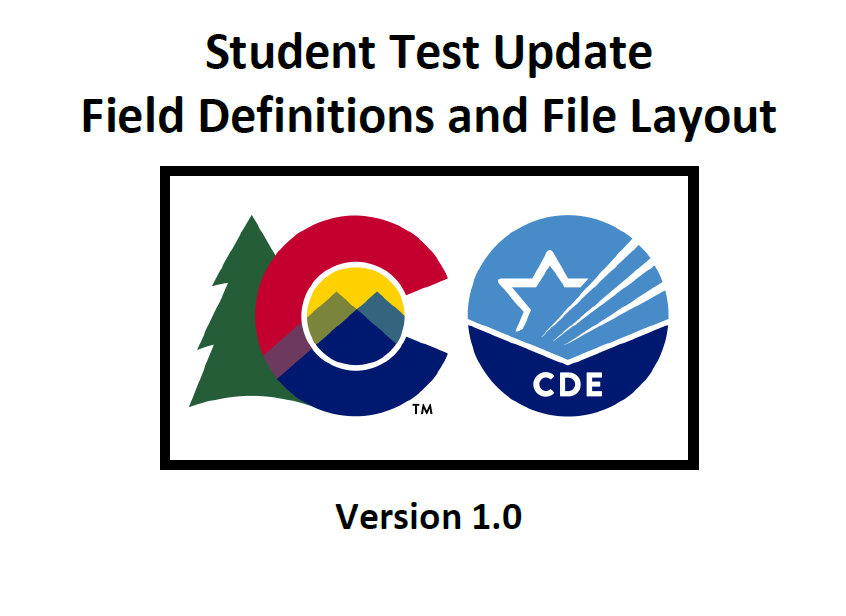 Student Test Update
Field Definitions and File Layout
TM
CDE
Version 1.0